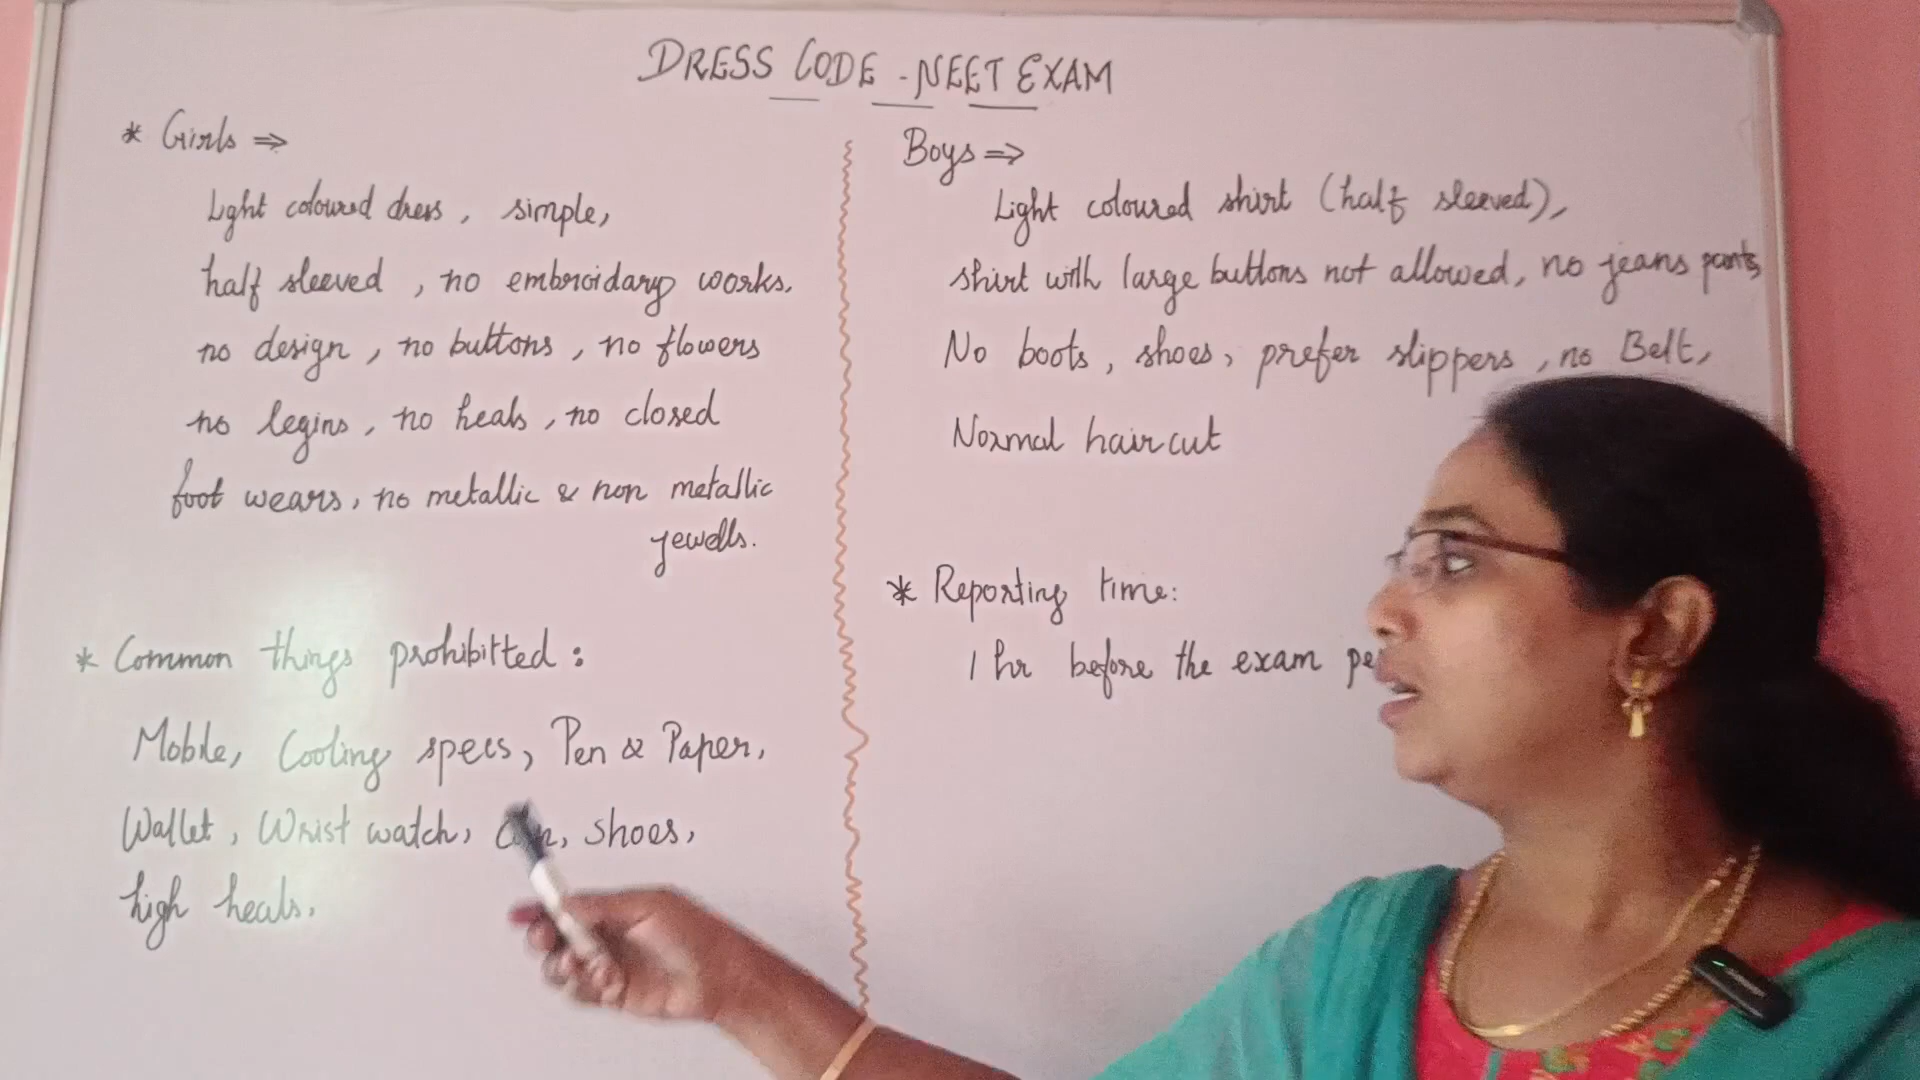 DRESS CODE - NEET EXAM
* Girls ⇒
Light coloured dress, simple,
half sleeved, no embroidary works.
no design, no buttons, no flowers
no legins, no heals, no closed
foot wears, no metallic & non metallic
jewells.
* Common things prohibitted:
Mobile, Cooling specs, Pen & Paper,
Wallet, Wrist watch, shoes,
high heals.
Boys ⇒
Light coloured shirt (half sleeved),
shirt with large buttons not allowed, no jeans pants,
No boots, shoes, prefer slippers, no Belt,
Normal hair cut
* Reporting time:
1 hr before the exam